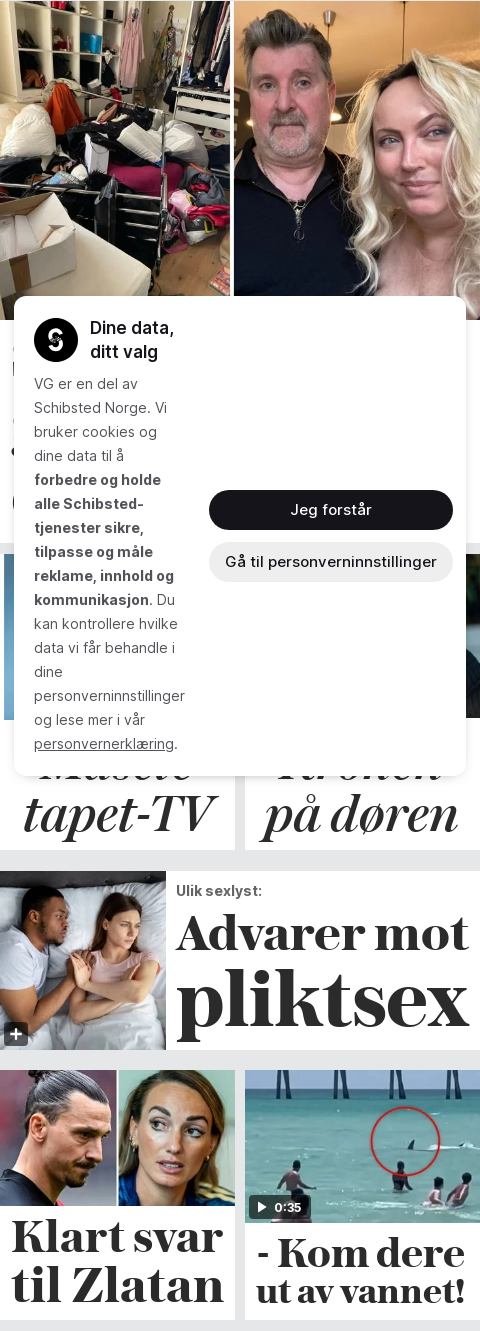 Dine data,
ditt valg
VG er en del av
Schibsted Norge. Vi
bruker cookies og
dine data til å
forbedre og holde
alle Schibsted-
tjenester sikre,
tilpasse og måle
reklame, innhold og
kommunikasjon. Du
kan kontrollere hvilke
data vi får behandle i
dine
personverninnstillinger
og lese mer i vår
personvernerklæring.
Jeg forstår
Gå til personverninnstillinger
tapet-TV
på døren
Ulik sexlyst:
Advarer mot
pliktsex
Klart svar
til Zlatan
0:35
- Kom dere
ut av vannet!